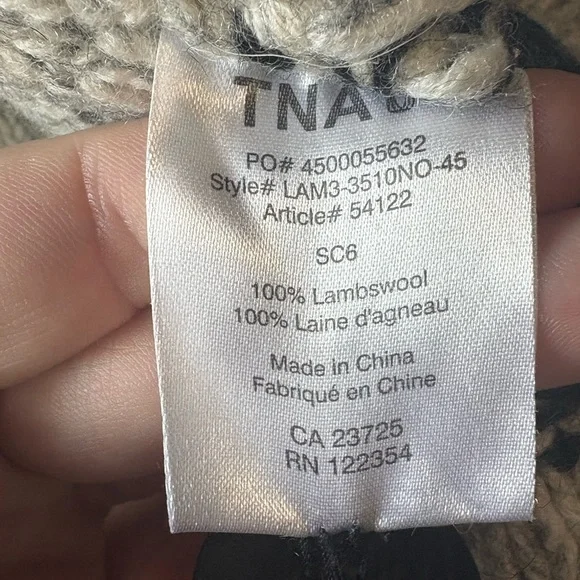 TNA
PO# 4500055632
Style# LAM3-3510NO-45
Article# 54122
SC6
100% Lambswool
100% Laine d'agneau
Made in China
Fabriqué en Chine
CA 23725
RN 122354